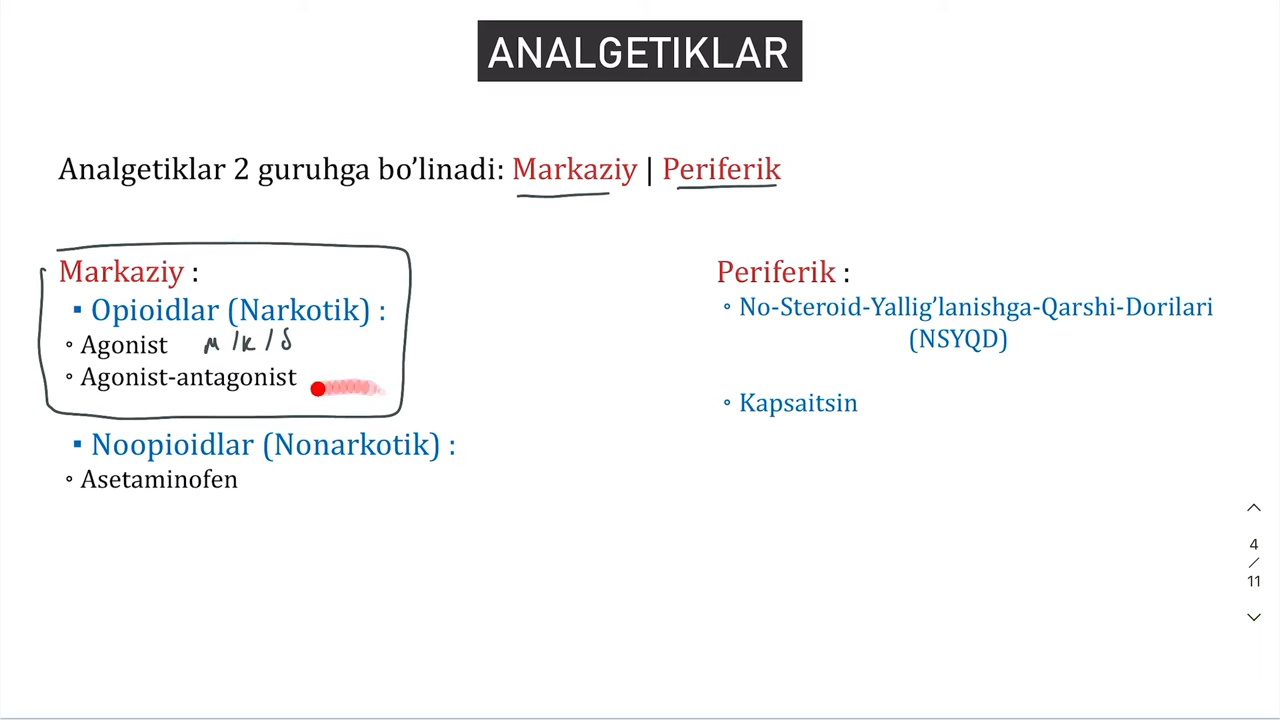 ANALGETIKLAR
Analgetiklar 2 guruhga bo’linadi: Markaziy | Periferik
Markaziy :
▪ Opioidlar (Narkotik) :
◦ Agonist μ / κ / δ
◦ Agonist-antagonist
▪ Noopioidlar (Nonarkotik) :
◦ Asetaminofen
Periferik :
◦ No-Steroid-Yallig’lanishga-Qarshi-Dorilari
(NSYQD)
◦ Kapsaitsin
4
/
11